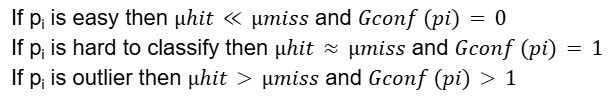 If pᵢ is easy then μhit ≪ μmiss and Gconf (pi) = 0
If pᵢ is hard to classify then μhit ≈ μmiss and Gconf (pi) = 1
If pᵢ is outlier then μhit > μmiss and Gconf (pi) > 1